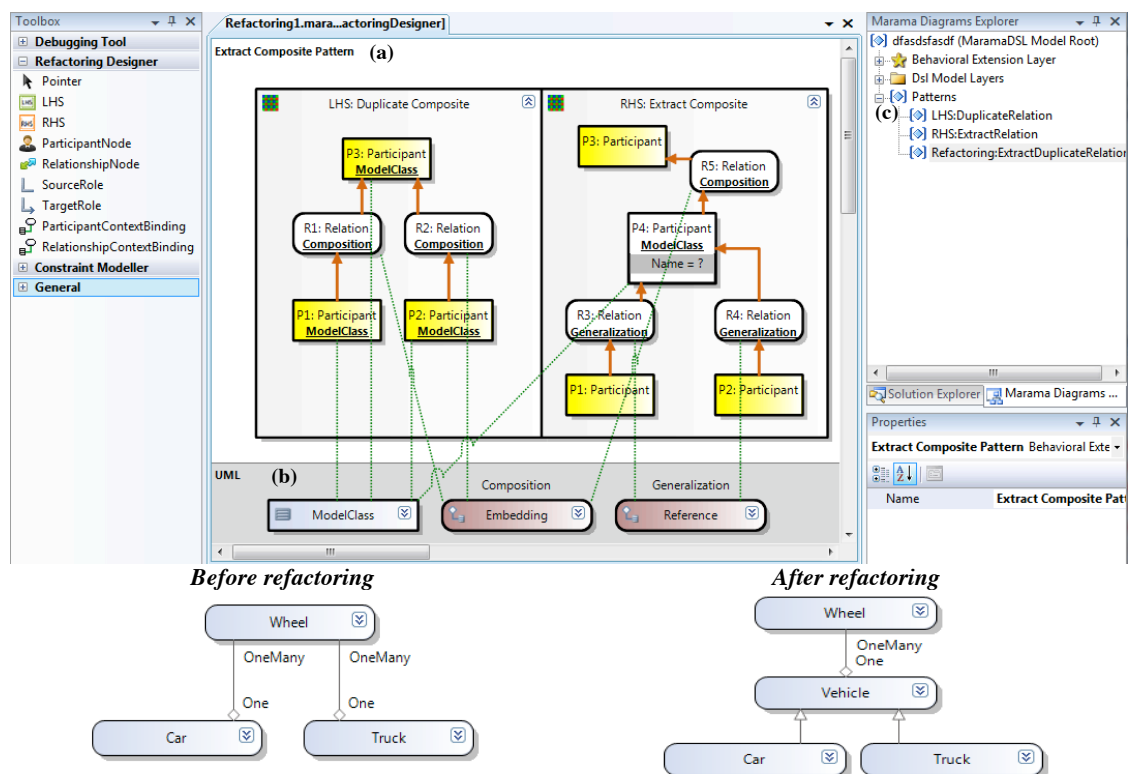 Toolbox
Debugging Tool
Refactoring Designer
Pointer
LHS
LHS
RHS
RHS
ParticipantNode
RelationshipNode
SourceRole
TargetRole
ParticipantContextBinding
RelationshipContextBinding
Constraint Modeller
General
Refactoring1.mara...actoringDesigner]
Extract Composite Pattern
(a)
LHS: Duplicate Composite
P3: Participant
ModelClass
R1: Relation
Composition
R2: Relation
Composition
P1: Participant
ModelClass
P2: Participant
ModelClass
RHS: Extract Composite
P3: Participant
R5: Relation
Composition
P4: Participant
ModelClass
Name = ?
R3: Relation
Generalization
R4: Relation
Generalization
P1: Participant
P2: Participant
UML
(b)
ModelClass
Composition
Embedding
Generalization
Reference
Marama Diagrams Explorer
dfasdsfasdf (MaramaDSL Model Root)
Behavioral Extension Layer
Dsl Model Layers
Patterns
(c)
LHS:DuplicateRelation
RHS:ExtractRelation
Refactoring:ExtractDuplicateRelation
Solution Explorer
Marama Diagrams ...
Properties
Extract Composite Pattern Behavioral Exte
Name
Extract Composite Pat
Before refactoring
Wheel
OneMany
OneMany
One
One
Car
Truck
After refactoring
Wheel
OneMany
One
Vehicle
Car
Truck